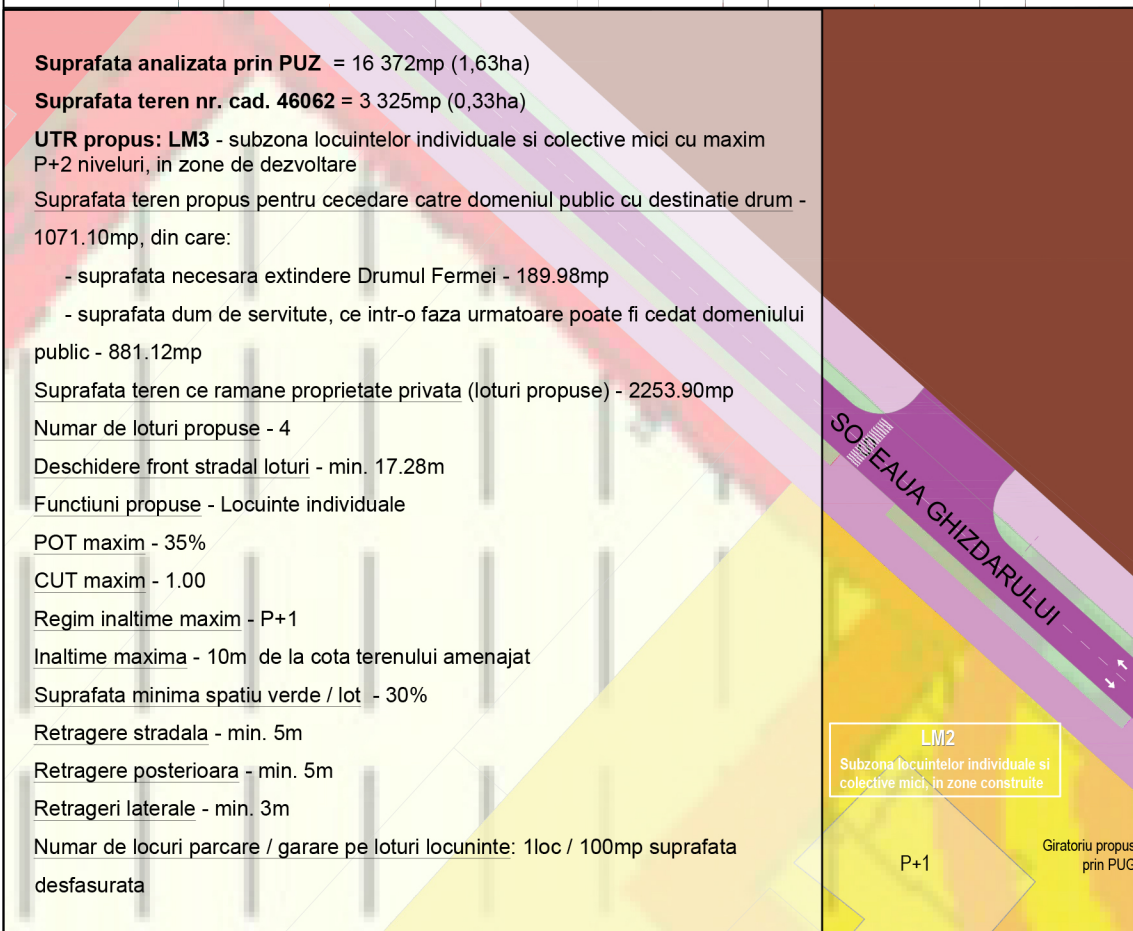 Suprafata analizata prin PUZ = 16 372mp (1,63ha)
Suprafata teren nr. cad. 46062 = 3 325mp (0,33ha)
UTR propus: LM3 - subzona locuintelor individuale si colective mici cu maxim
P+2 niveluri, in zone de dezvoltare
Suprafata teren propus pentru cecedare catre domeniul public cu destinatie drum -
1071.10mp, din care:
- suprafata necesara extindere Drumul Fermei - 189.98mp
- suprafata dum de servitute, ce intr-o faza urmatoare poate fi cedat domeniului
public - 881.12mp
Suprafata teren ce ramane proprietate privata (loturi propuse) - 2253.90mp
Numar de loturi propuse - 4
Deschidere front stradal loturi - min. 17.28m
Functiuni propuse - Locuinte individuale
POT maxim - 35%
CUT maxim - 1.00
Regim inaltime maxim - P+1
Inaltime maxima - 10m de la cota terenului amenajat
Suprafata minima spatiu verde / lot - 30%
Retragere stradala - min. 5m
Retragere posterioara - min. 5m
Retrageri laterale - min. 3m
Numar de locuri parcare / garare pe loturi locuninte: 1loc / 100mp suprafata
desfasurata
SOSEAUA GHIZDARULUI
LM2
Subzona locuintelor individuale si
colective mici, in zone construite
P+1
Giratoriu propus
prin PUG